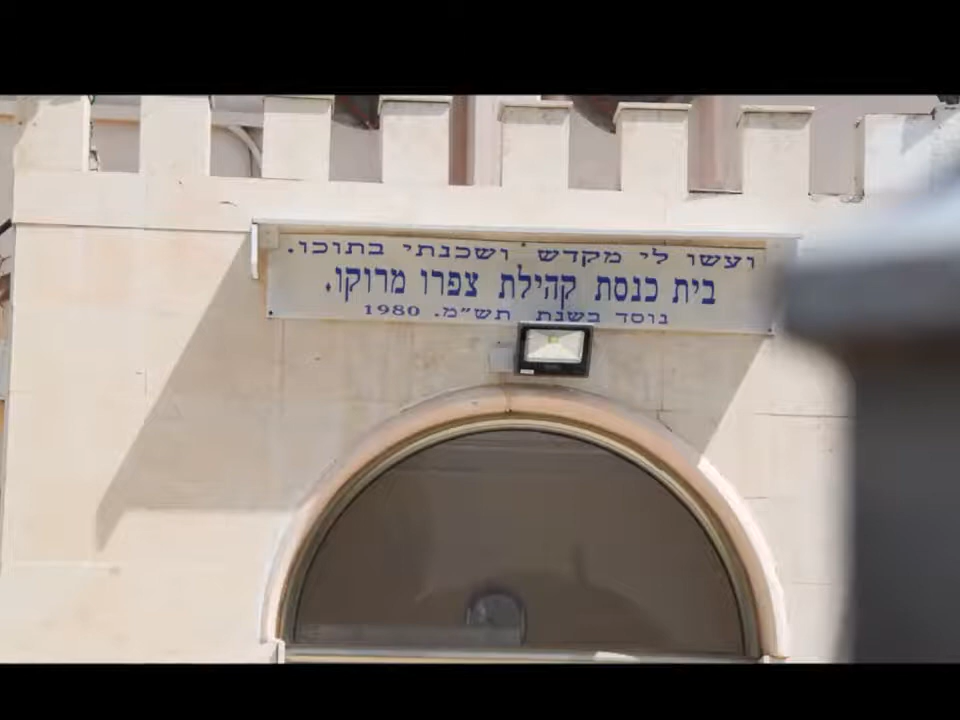 ועשו לי מקדש ושכנתי בתוכו.
בית כנסת קהילת צפרו מרוקו.
נוסד בשנת תש״מ. 1980